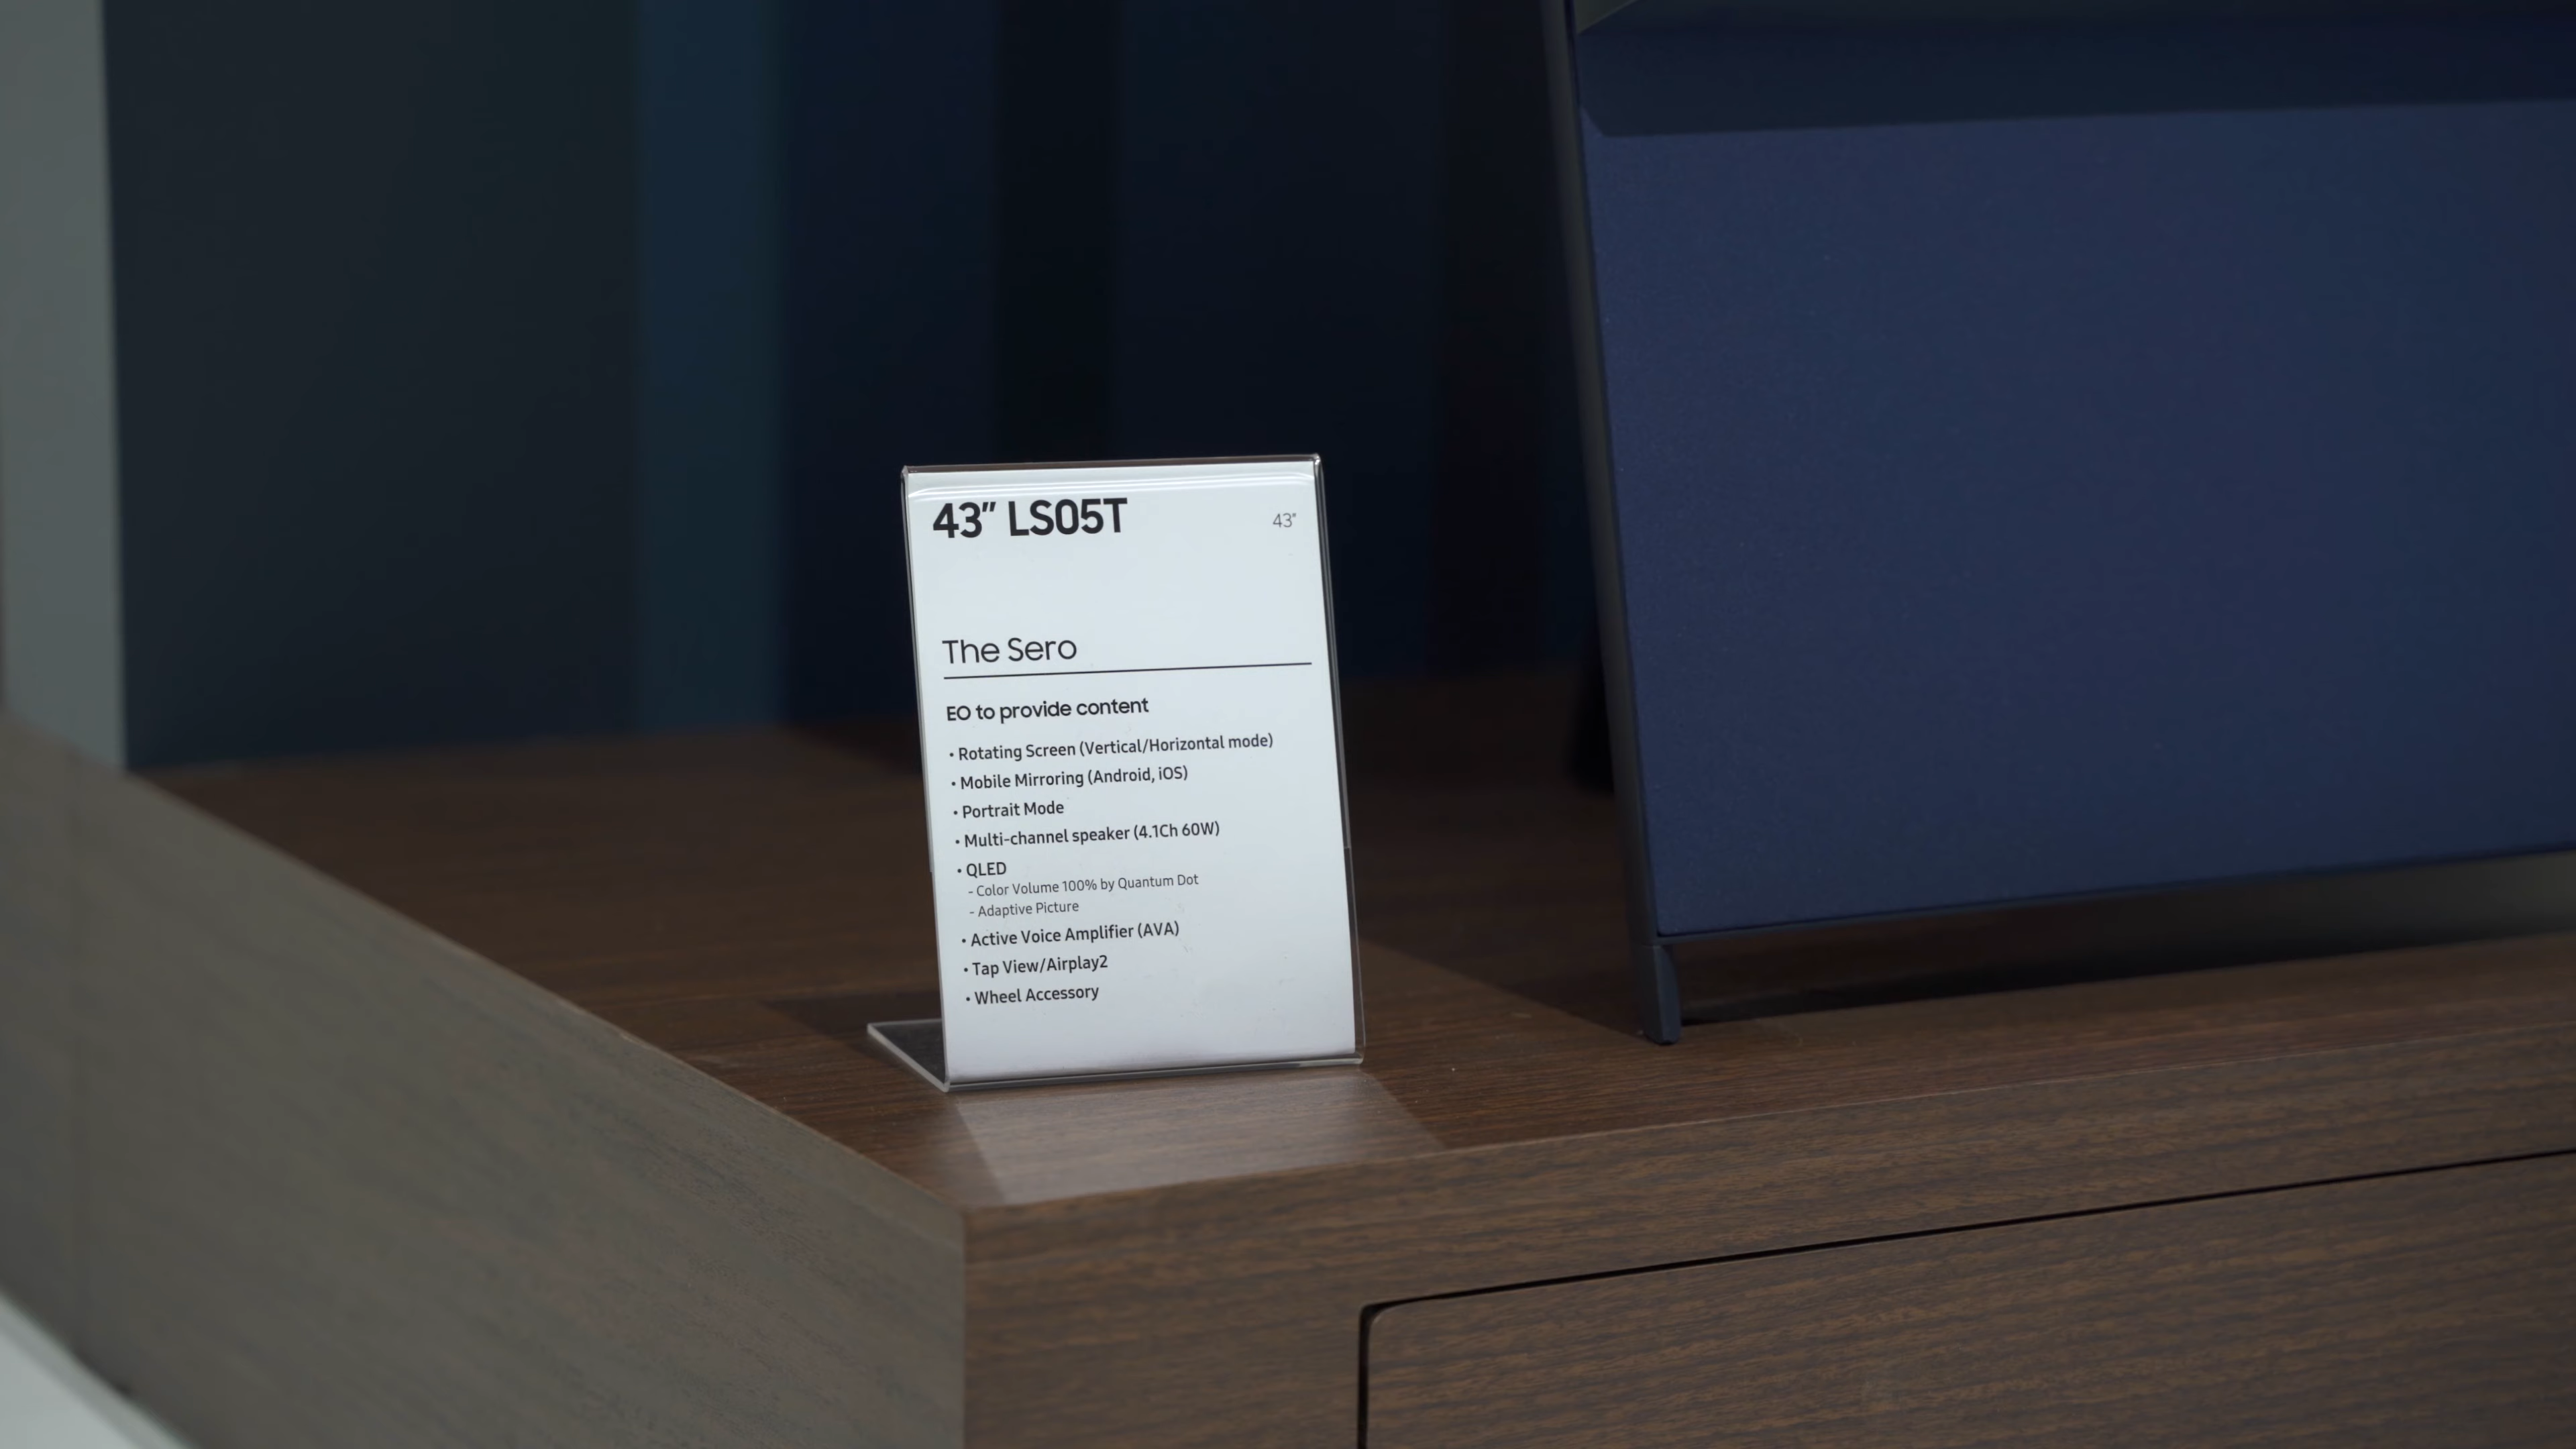 43" LS05T
43"
The Sero
EO to provide content
• Rotating Screen (Vertical/Horizontal mode)
• Mobile Mirroring (Android, iOS)
• Portrait Mode
• Multi-channel speaker (4.1Ch 60W)
• QLED
- Color Volume 100% by Quantum Dot
- Adaptive Picture
• Active Voice Amplifier (AVA)
• Tap View/Airplay2
• Wheel Accessory